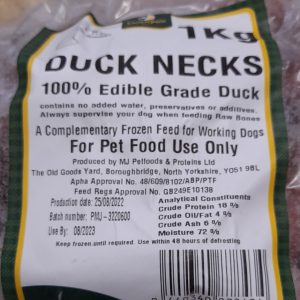 1Kg
DUCK NECKS
100% Edible Grade Duck
contains no added water, preservatives or additives.
Always supervise your dog when feeding Raw Bones
A Complementary Frozen Feed for Working Dogs
For Pet Food Use Only
Produced by MJ Petfoods & Proteins Ltd
The Old Goods Yard, Boroughbridge, North Yorkshire, YO51 9BL
Apha Approval No. 48/609/8102/ABP/PTF
Feed Regs Approval No. GB249E10138
Production date: 25/08/2022
Batch number: PMJ - 3220600
Use By: 08/2023
Analytical Constituents
Crude Protein 18 %
Crude Oil/Fat 4 %
Crude Ash 6 %
Moisture 72 %
Keep frozen until required. Use within 48 hours of defrosting